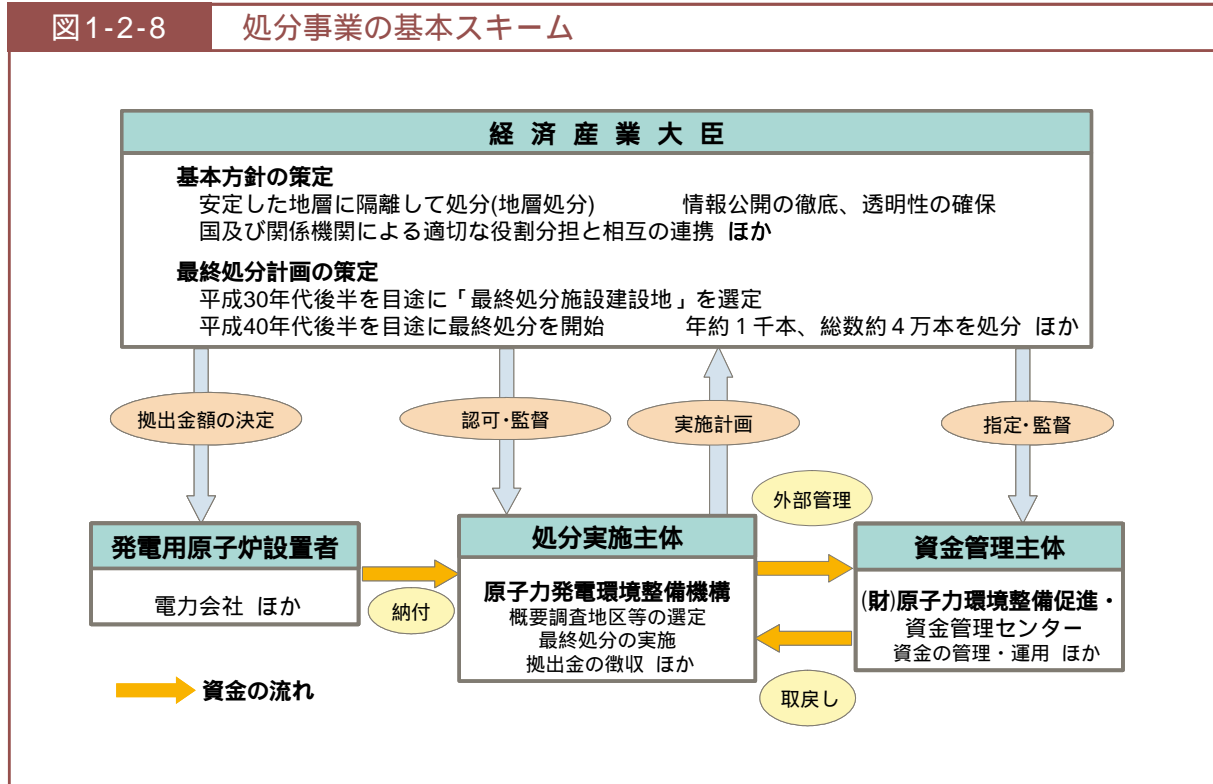 図1-2-8 処分事業の基本スキーム
経済産業大臣
基本方針の策定
安定した地層に隔離して処分(地層処分) 情報公開の徹底、透明性の確保
国及び関係機関による適切な役割分担と相互の連携 ほか
最終処分計画の策定
平成30年代後半を目途に「最終処分施設建設地」を選定
平成40年代後半を目途に最終処分を開始 年約1千本、総数約4万本を処分 ほか
拠出金額の決定
認可・監督
実施計画
指定・監督
発電用原子炉設置者
電力会社 ほか
納付
処分実施主体
原子力発電環境整備機構
概要調査地区等の選定
最終処分の実施
拠出金の徴収 ほか
外部管理
取戻し
資金管理主体
(財)原子力環境整備促進・
資金管理センター
資金の管理・運用 ほか
資金の流れ